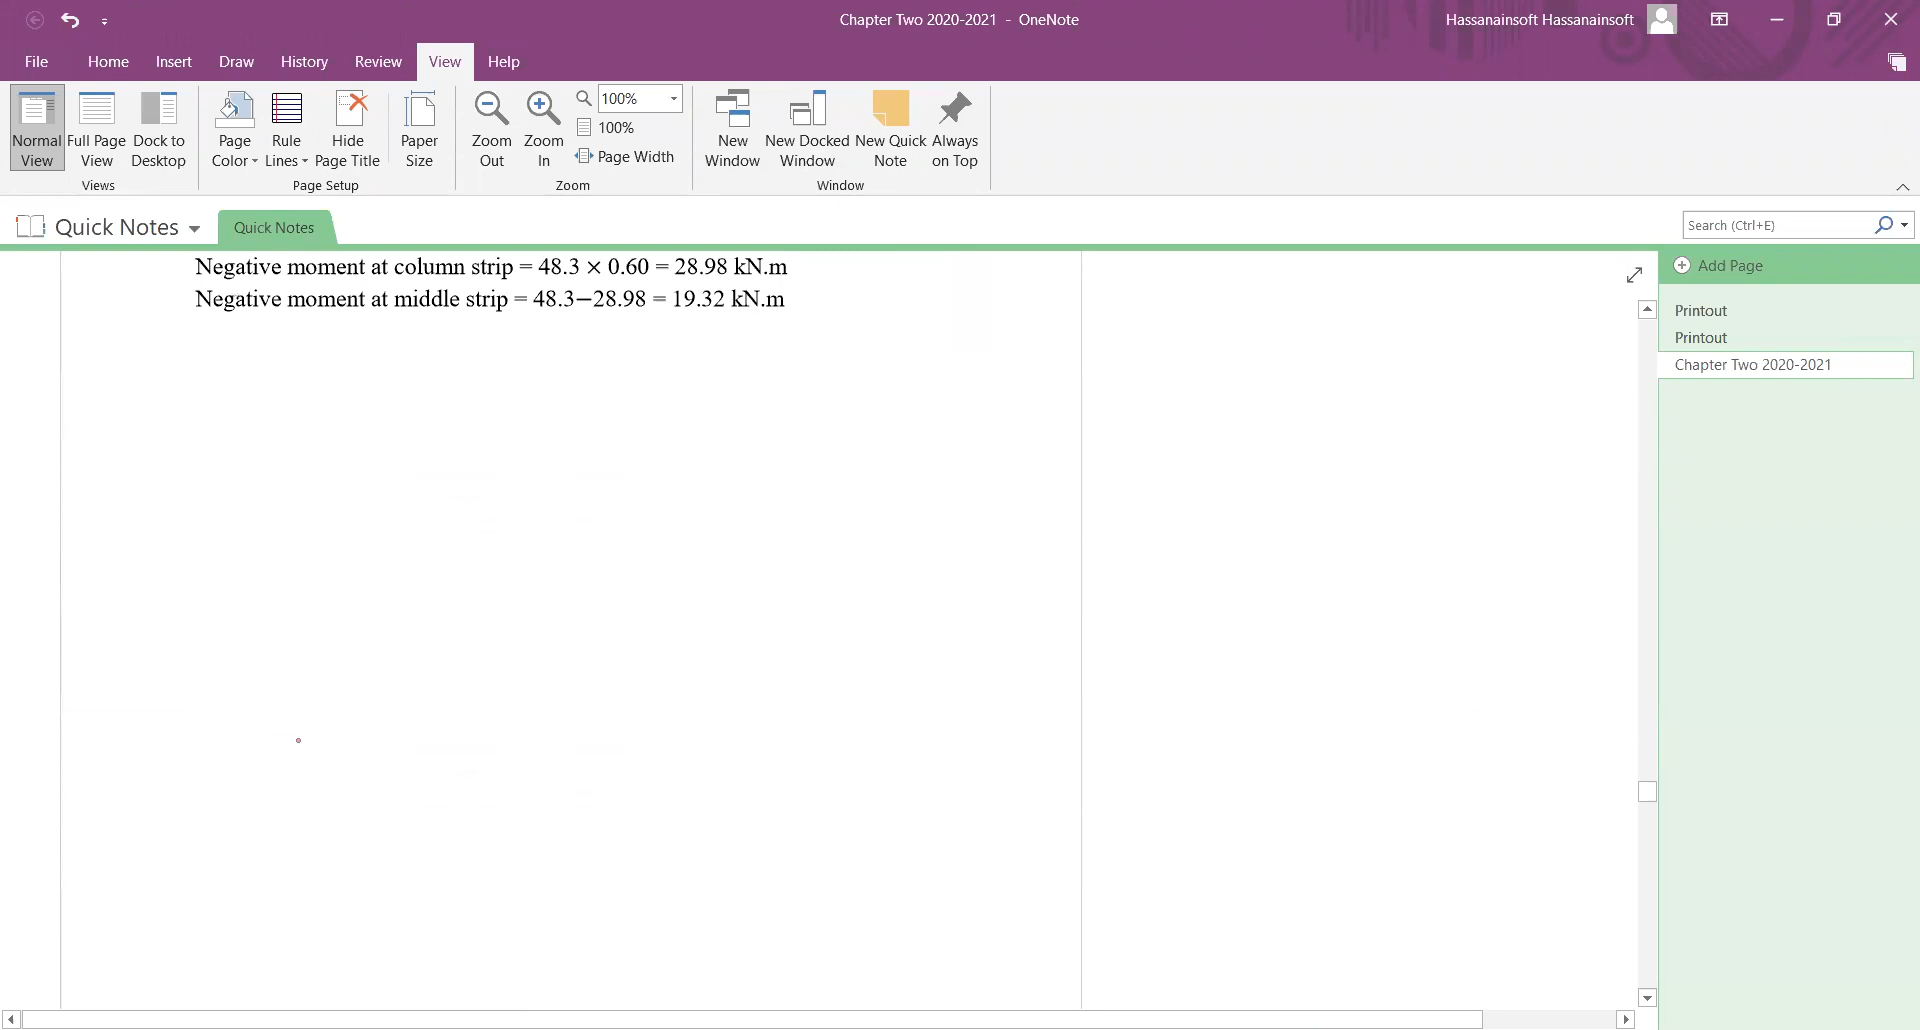 Chapter Two 2020-2021 - OneNote
Hassanainsoft Hassanainsoft
File Home Insert Draw History Review View Help
Normal View
Full Page View
Dock to Desktop
Views
Page Color
Rule Lines
Hide Page Title
Paper Size
Page Setup
Zoom Out
Zoom In
100%
100%
Page Width
Zoom
New Window
New Docked Window
New Quick Note
Always on Top
Window
Quick Notes
Quick Notes
Search (Ctrl+E)
Negative moment at column strip = 48.3 × 0.60 = 28.98 kN.m
Negative moment at middle strip = 48.3−28.98 = 19.32 kN.m
Add Page
Printout
Printout
Chapter Two 2020-2021